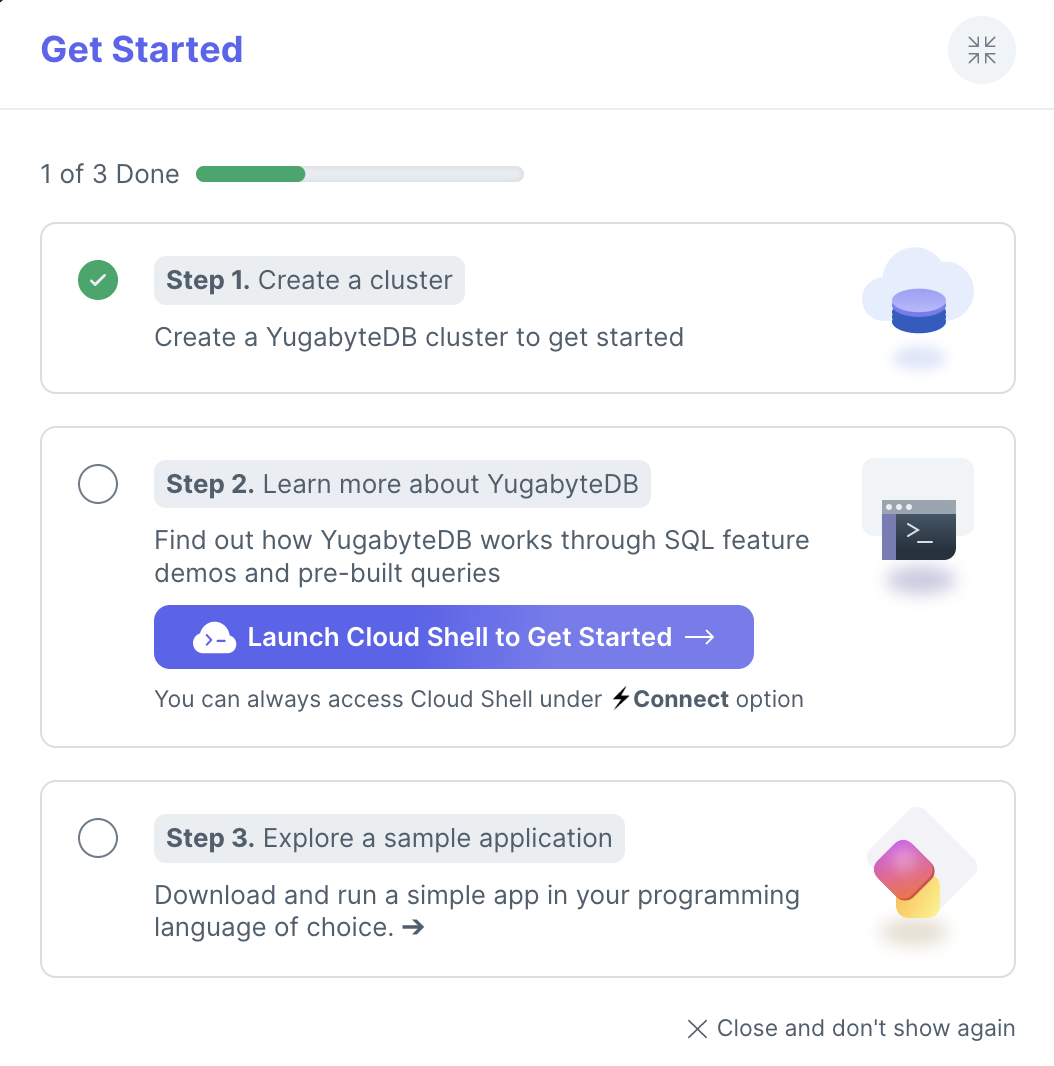 Get Started
1 of 3 Done
Step 1. Create a cluster
Create a YugabyteDB cluster to get started
Step 2. Learn more about YugabyteDB
Find out how YugabyteDB works through SQL feature
demos and pre-built queries
Launch Cloud Shell to Get Started →
You can always access Cloud Shell under ⚡Connect option
Step 3. Explore a sample application
Download and run a simple app in your programming
language of choice. ➔
Close and don't show again